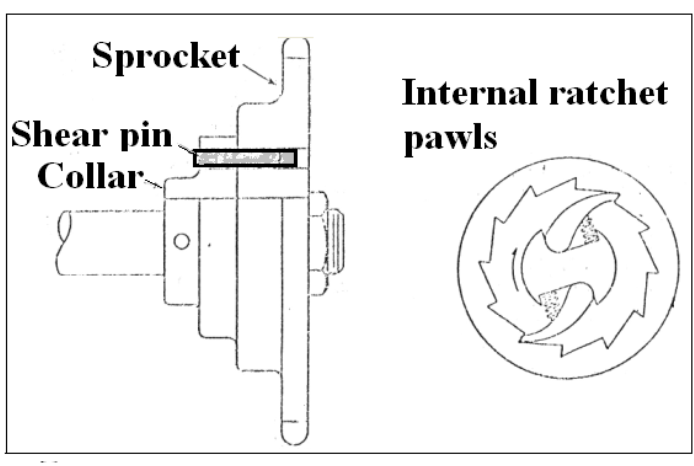 Sprocket
Shear pin
Collar
Internal ratchet
pawls